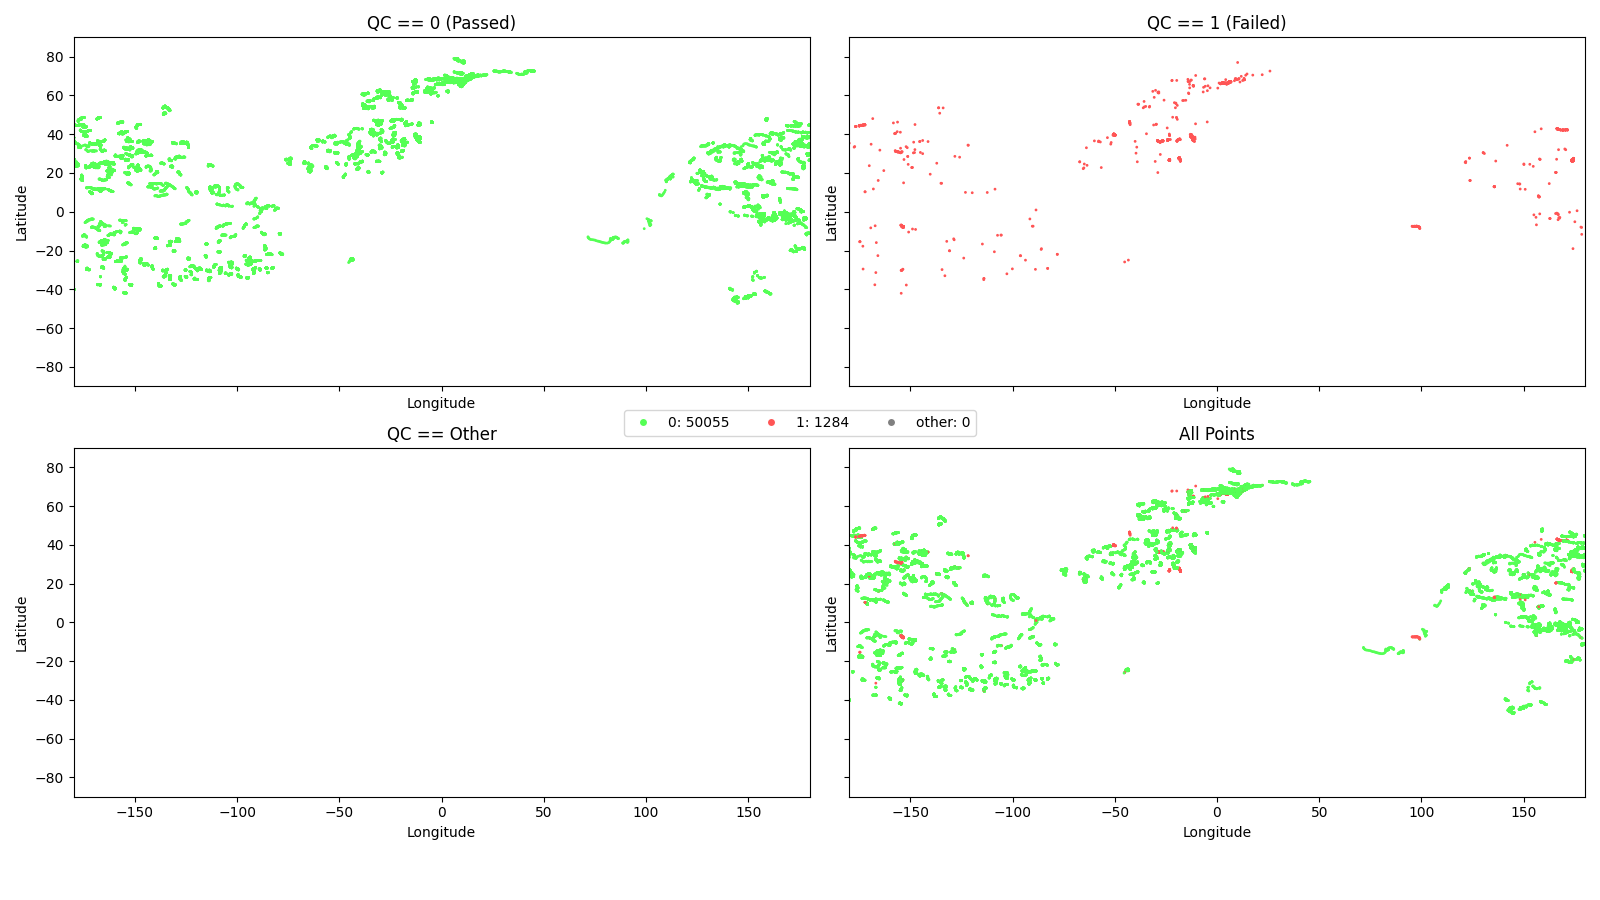 QC == 0 (Passed)
QC == 1 (Failed)
80
60
40
20
0
−20
−40
−60
−80
Latitude
Latitude
Longitude
Longitude
0: 50055
1: 1284
other: 0
QC == Other
All Points
80
60
40
20
0
−20
−40
−60
−80
Latitude
Latitude
−150
−100
−50
0
50
100
150
−150
−100
−50
0
50
100
150
Longitude
Longitude